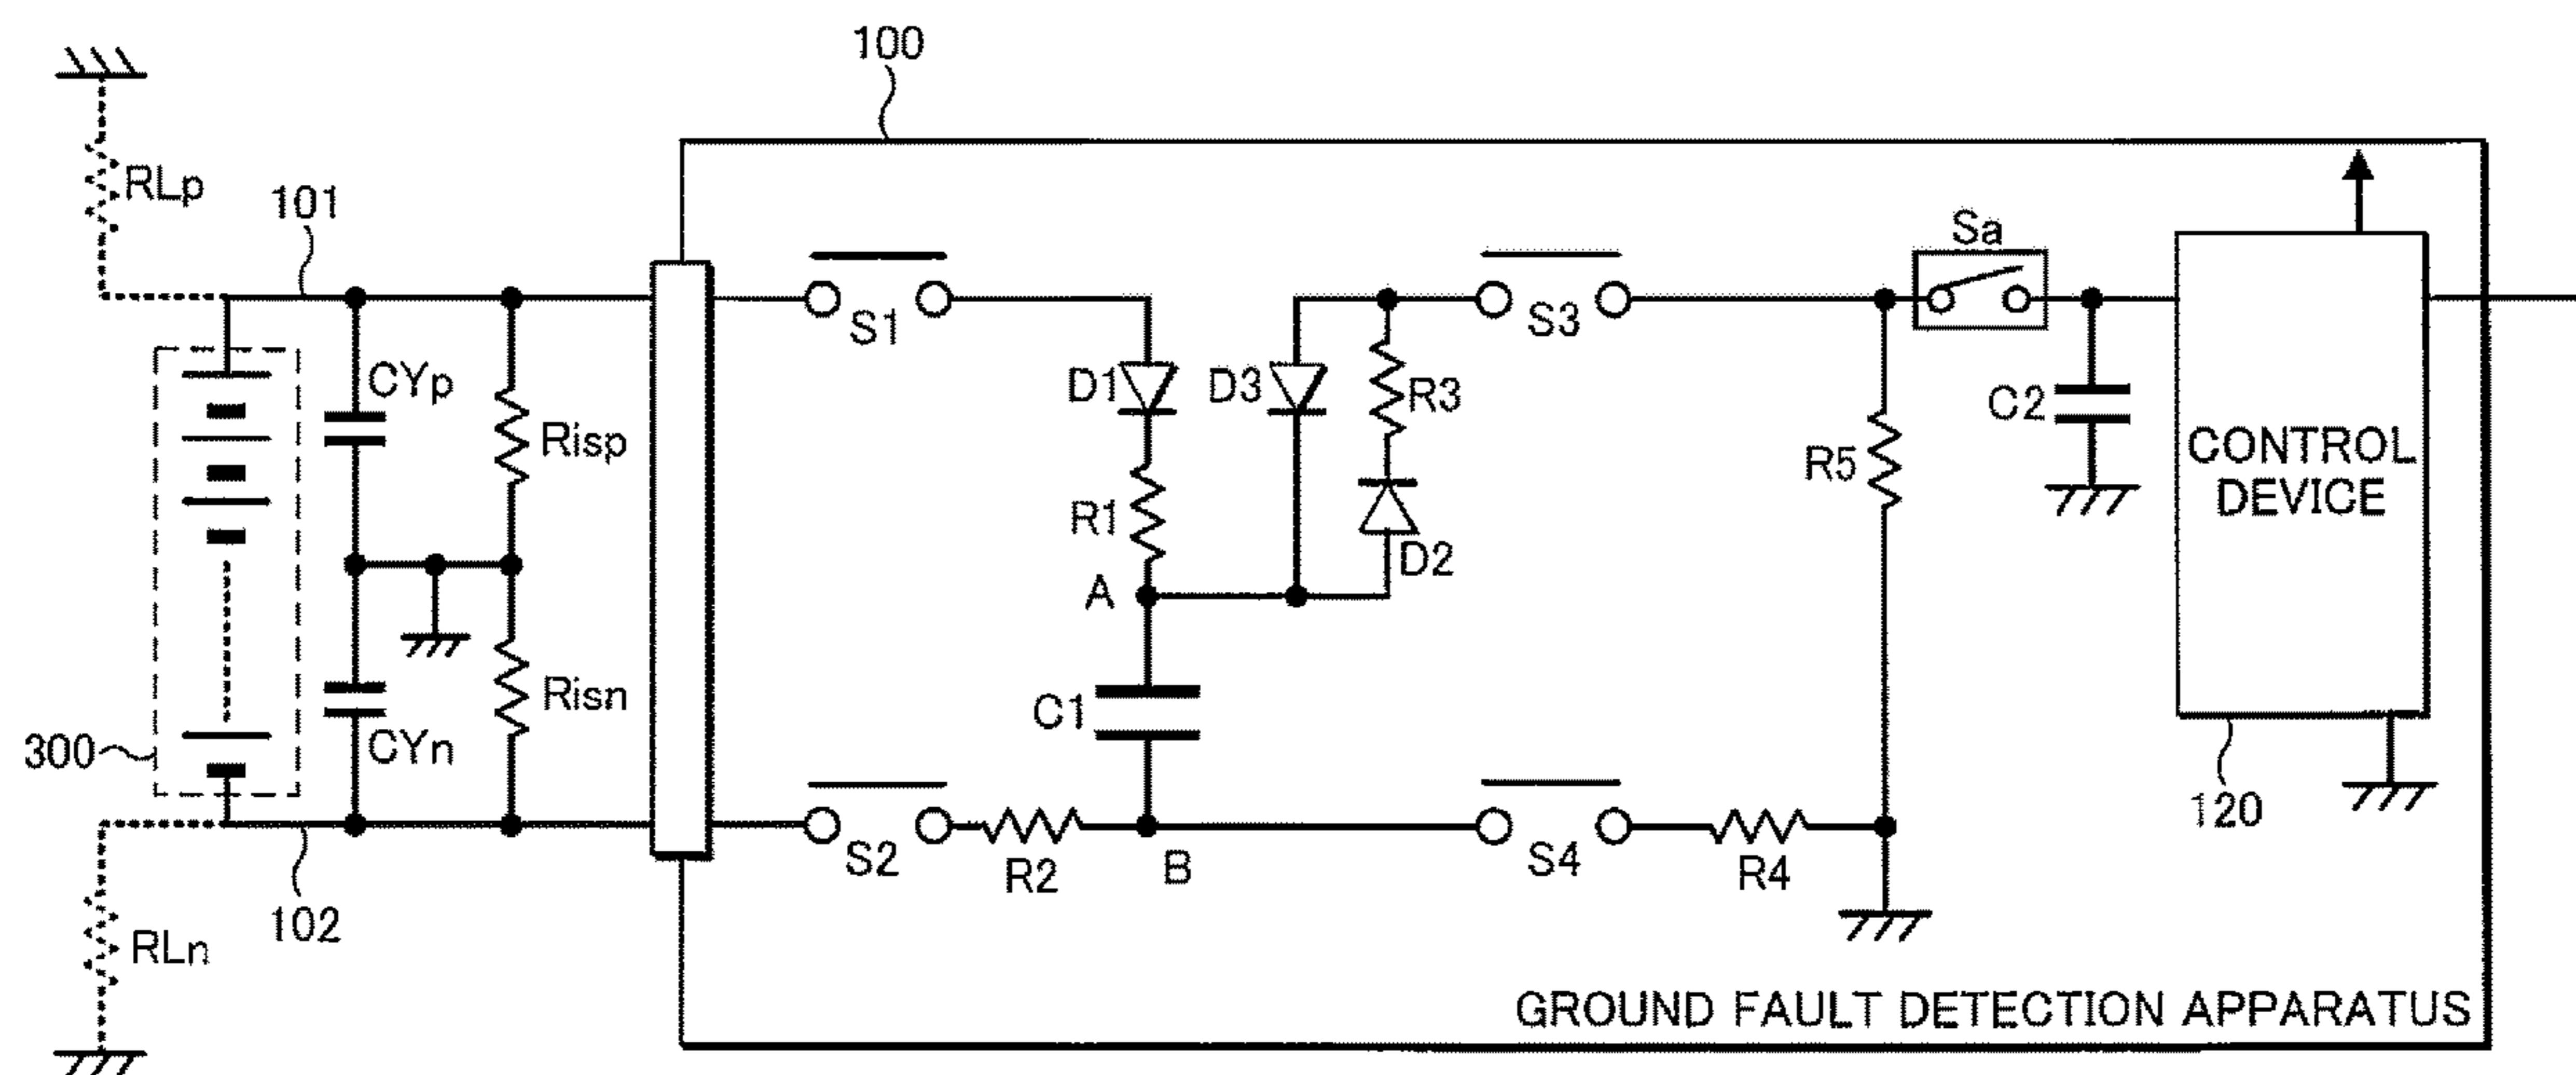 100
RLp
101
Sa
S1
S3
CYp
D1
D3
R3
C2
Risp
R5
CONTROL
DEVICE
R1
D2
A
Risn
C1
300
CYn
120
S2
R2
B
S4
R4
102
RLn
GROUND FAULT DETECTION APPARATUS